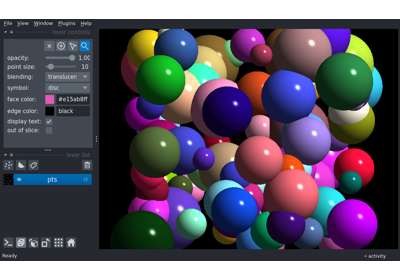 File View Window Plugins Help
layer controls
opacity: 1.00
point size: 10
blending: translucen
symbol: disc
face color: #e15ab8ff
edge color: black
display text: ✓
out of slice:
layer list
pts
Ready
activity